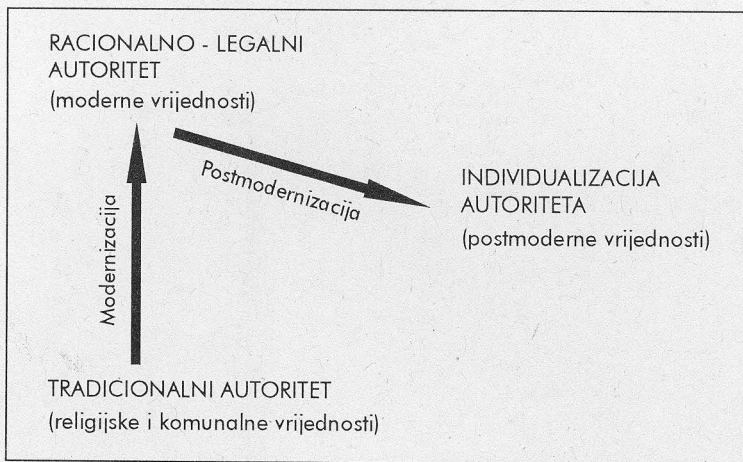 RACIONALNO - LEGALNI
AUTORITET
(moderne vrijednosti)
Postmodernizacija
INDIVIDUALIZACIJA
AUTORITETA
(postmoderne vrijednosti)
Modernizacija
TRADICIONALNI AUTORITET
(religijske i komunalne vrijednosti)